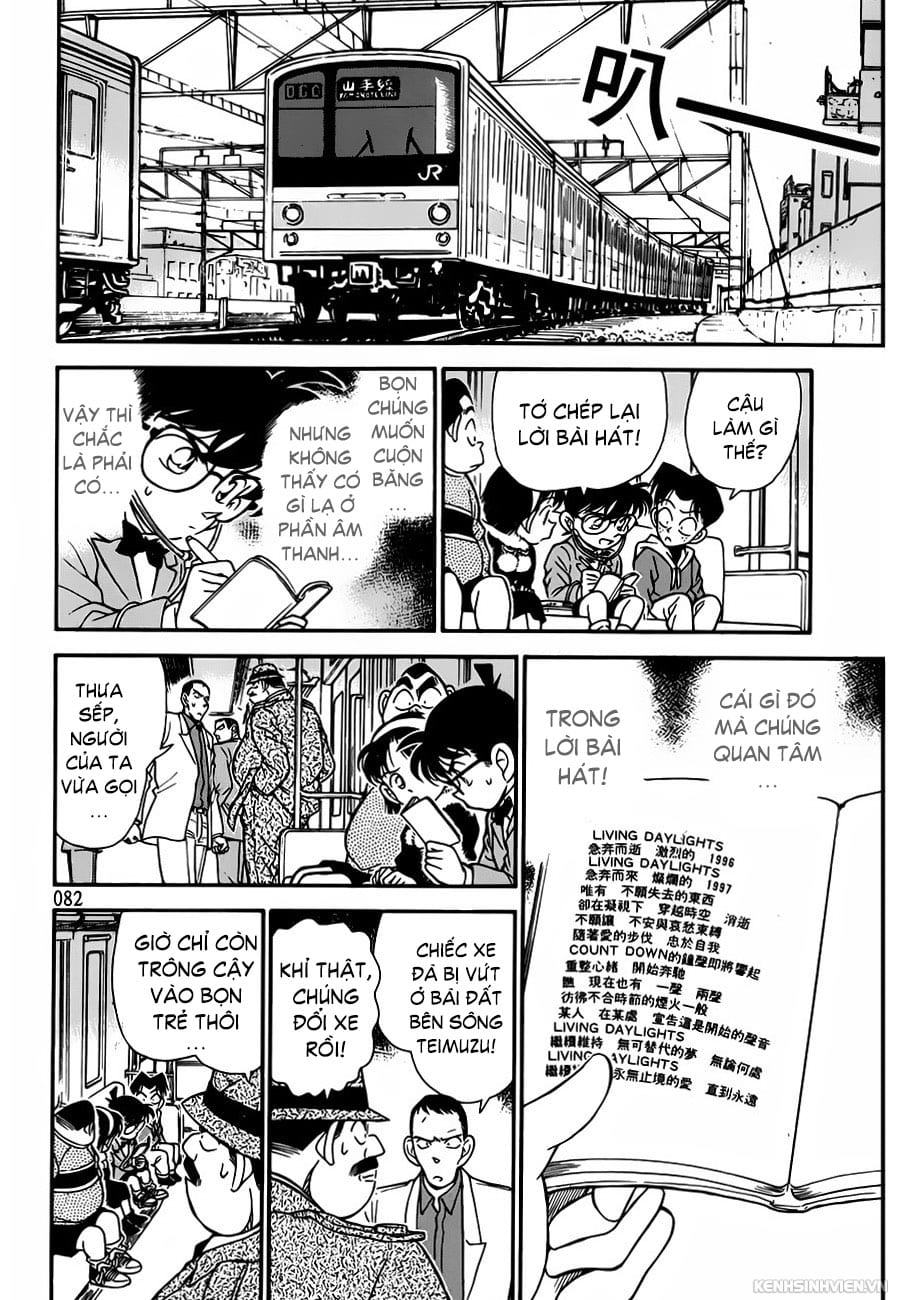 山手線
YAMANOTE LINE
JR
叭
CÂU
LÀM GÌ
THẾ?
TỚ CHÉP LẠI
LỜI BÀI HÁT!
BỌN
CHÚNG
MUỐN
CUỘN
BĂNG
...
NHƯNG
KHÔNG
THẤY CÓ
GÌ LẠ Ở
PHẦN ÂM
THANH...
VẬY THÌ
CHẮC
LÀ PHẢI
CÓ...
CÁI GÌ ĐÓ
MÀ CHÚNG
QUAN TÂM
...
TRONG
LỜI BÀI
HÁT!
LIVING DAYLIGHTS
急奔而逝 激烈的 1996
LIVING DAYLIGHTS
急奔而來 燦爛的 1997
唯有 不願失去的東西
卻在凝視下 穿越時空 消逝
不願讓 不安與哀愁束縛
隨著愛的步伐 忠於自我
COUNT DOWN的鐘聲即將響起
重整心緒 開始奔馳
瞧 現在也有 一聲 兩聲
彷彿不合時節的煙火一般
某人 在某處 宣告這是開始的聲音
LIVING DAYLIGHTS
繼續維持 無可替代的夢 無論何處
LIVING DAYLIGHTS
繼續 永無止境的愛 直到永遠
THƯA
SẾP,
NGƯỜI
CỦA TA
VỪA GỌI
...
082
CHIẾC XE
ĐÃ BỊ VỨT
Ở BÃI ĐẤT
BÊN SÔNG
TEIMUZU!
KHỈ THẬT,
CHÚNG
ĐỔI XE
RỒI!
GIỜ CHỈ CÒN
TRÔNG CẬY
VÀO BỌN
TRẺ THÔI
...
KENHSINHVIEN.VN